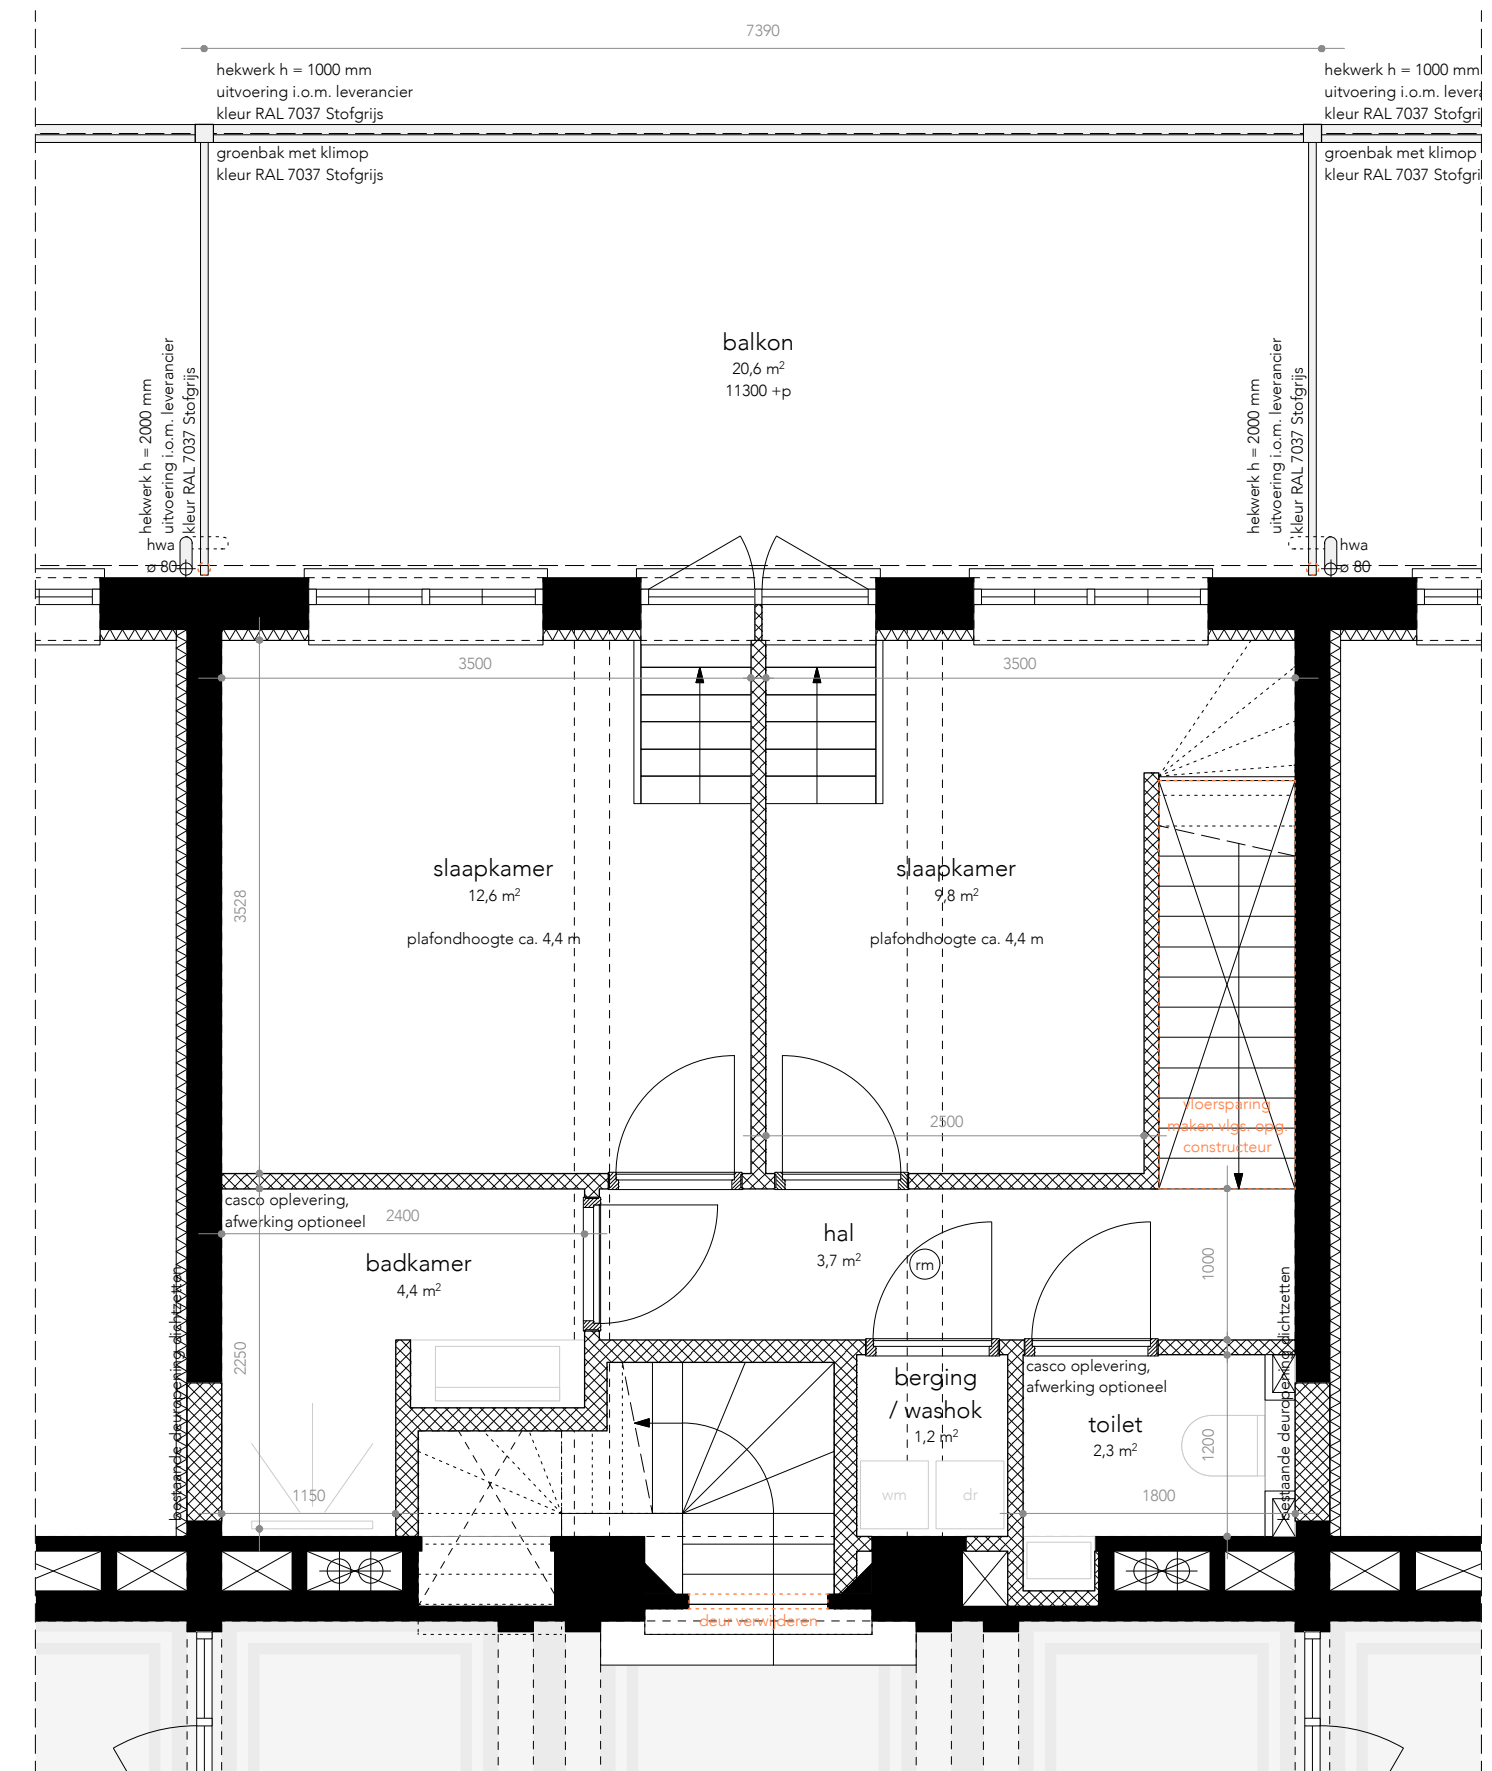 7390
hekwerk h = 1000 mm
uitvoering i.o.m. leverancier
kleur RAL 7037 Stofgrijs
hekwerk h = 1000 mm
uitvoering i.o.m. levera
kleur RAL 7037 Stofgri
groenbak met klimop
kleur RAL 7037 Stofgrijs
groenbak met klimop
kleur RAL 7037 Stofgri
balkon
20,6 m²
11300 +p
hekwerk h = 2000 mm
uitvoering i.o.m. leverancier
kleur RAL 7037 Stofgrijs
hekwerk h = 2000 mm
uitvoering i.o.m. leverancier
kleur RAL 7037 Stofgrijs
hwa
ø 80
hwa
ø 80
3500
3500
slaapkamer
12,6 m²
plafondhoogte ca. 4,4 m
slaapkamer
9,8 m²
plafondhoogte ca. 4,4 m
3528
2500
vloersparing
maken vlgs. opg.
constructeur
casco oplevering,
afwerking optioneel
2400
badkamer
4,4 m²
hal
3,7 m²
rm
1000
bestaande deuropening dichtzetten
bestaande deuropening dichtzetten
2250
berging
/ washok
1,2 m²
casco oplevering,
afwerking optioneel
toilet
2,3 m²
1200
wm
dr
1150
1800
deur verwijderen